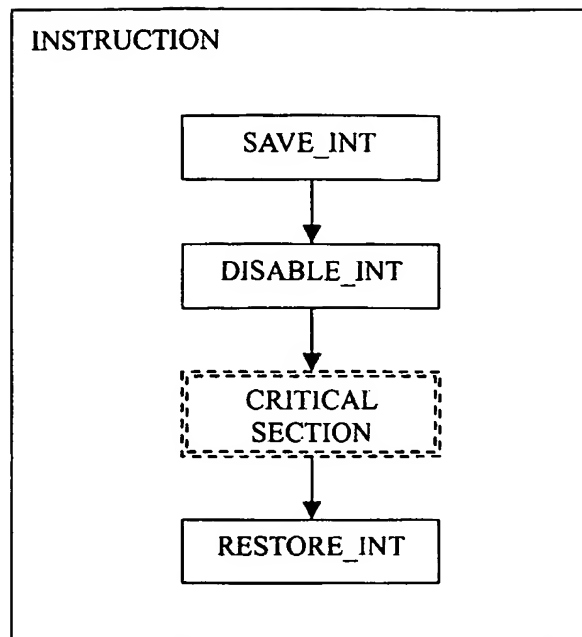 INSTRUCTION
SAVE_INT
DISABLE_INT
CRITICAL
SECTION
RESTORE_INT